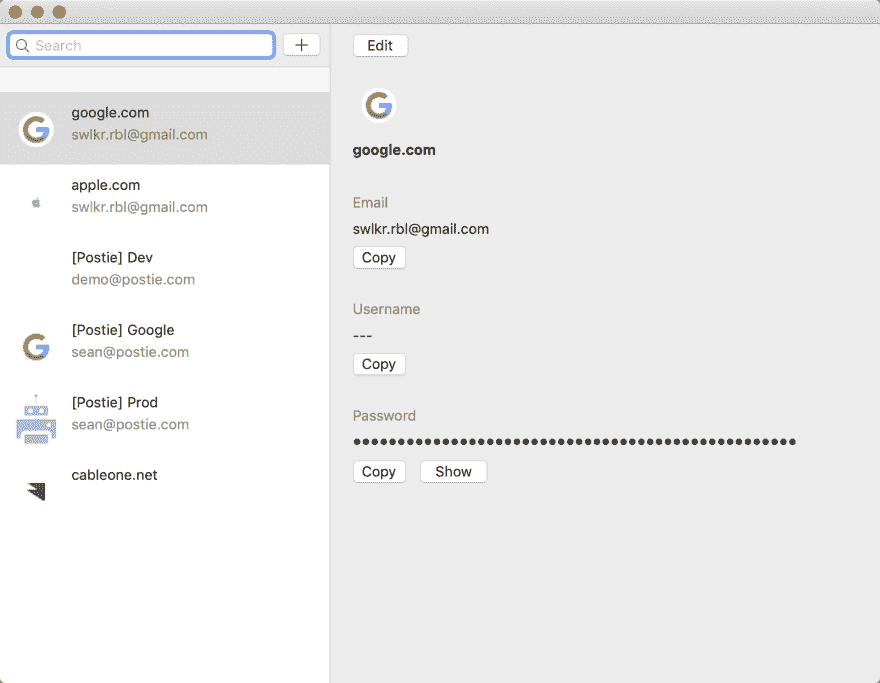 Search
+
google.com
swlkr.rbl@gmail.com
apple.com
swlkr.rbl@gmail.com
[Postie] Dev
demo@postie.com
[Postie] Google
sean@postie.com
[Postie] Prod
sean@postie.com
cableone.net
Edit
google.com
Email
swlkr.rbl@gmail.com
Copy
Username
---
Copy
Password
••••••••••••••••••••••••••••••••••••••••••••••••••
Copy Show